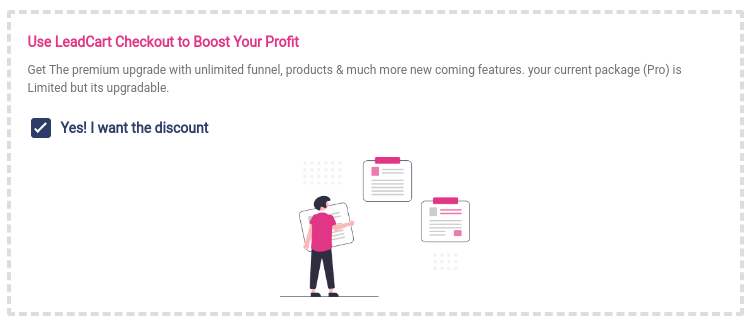 Use LeadCart Checkout to Boost Your Profit
Get The premium upgrade with unlimited funnel, products & much more new coming features. your current package (Pro) is
Limited but its upgradable.
Yes! I want the discount